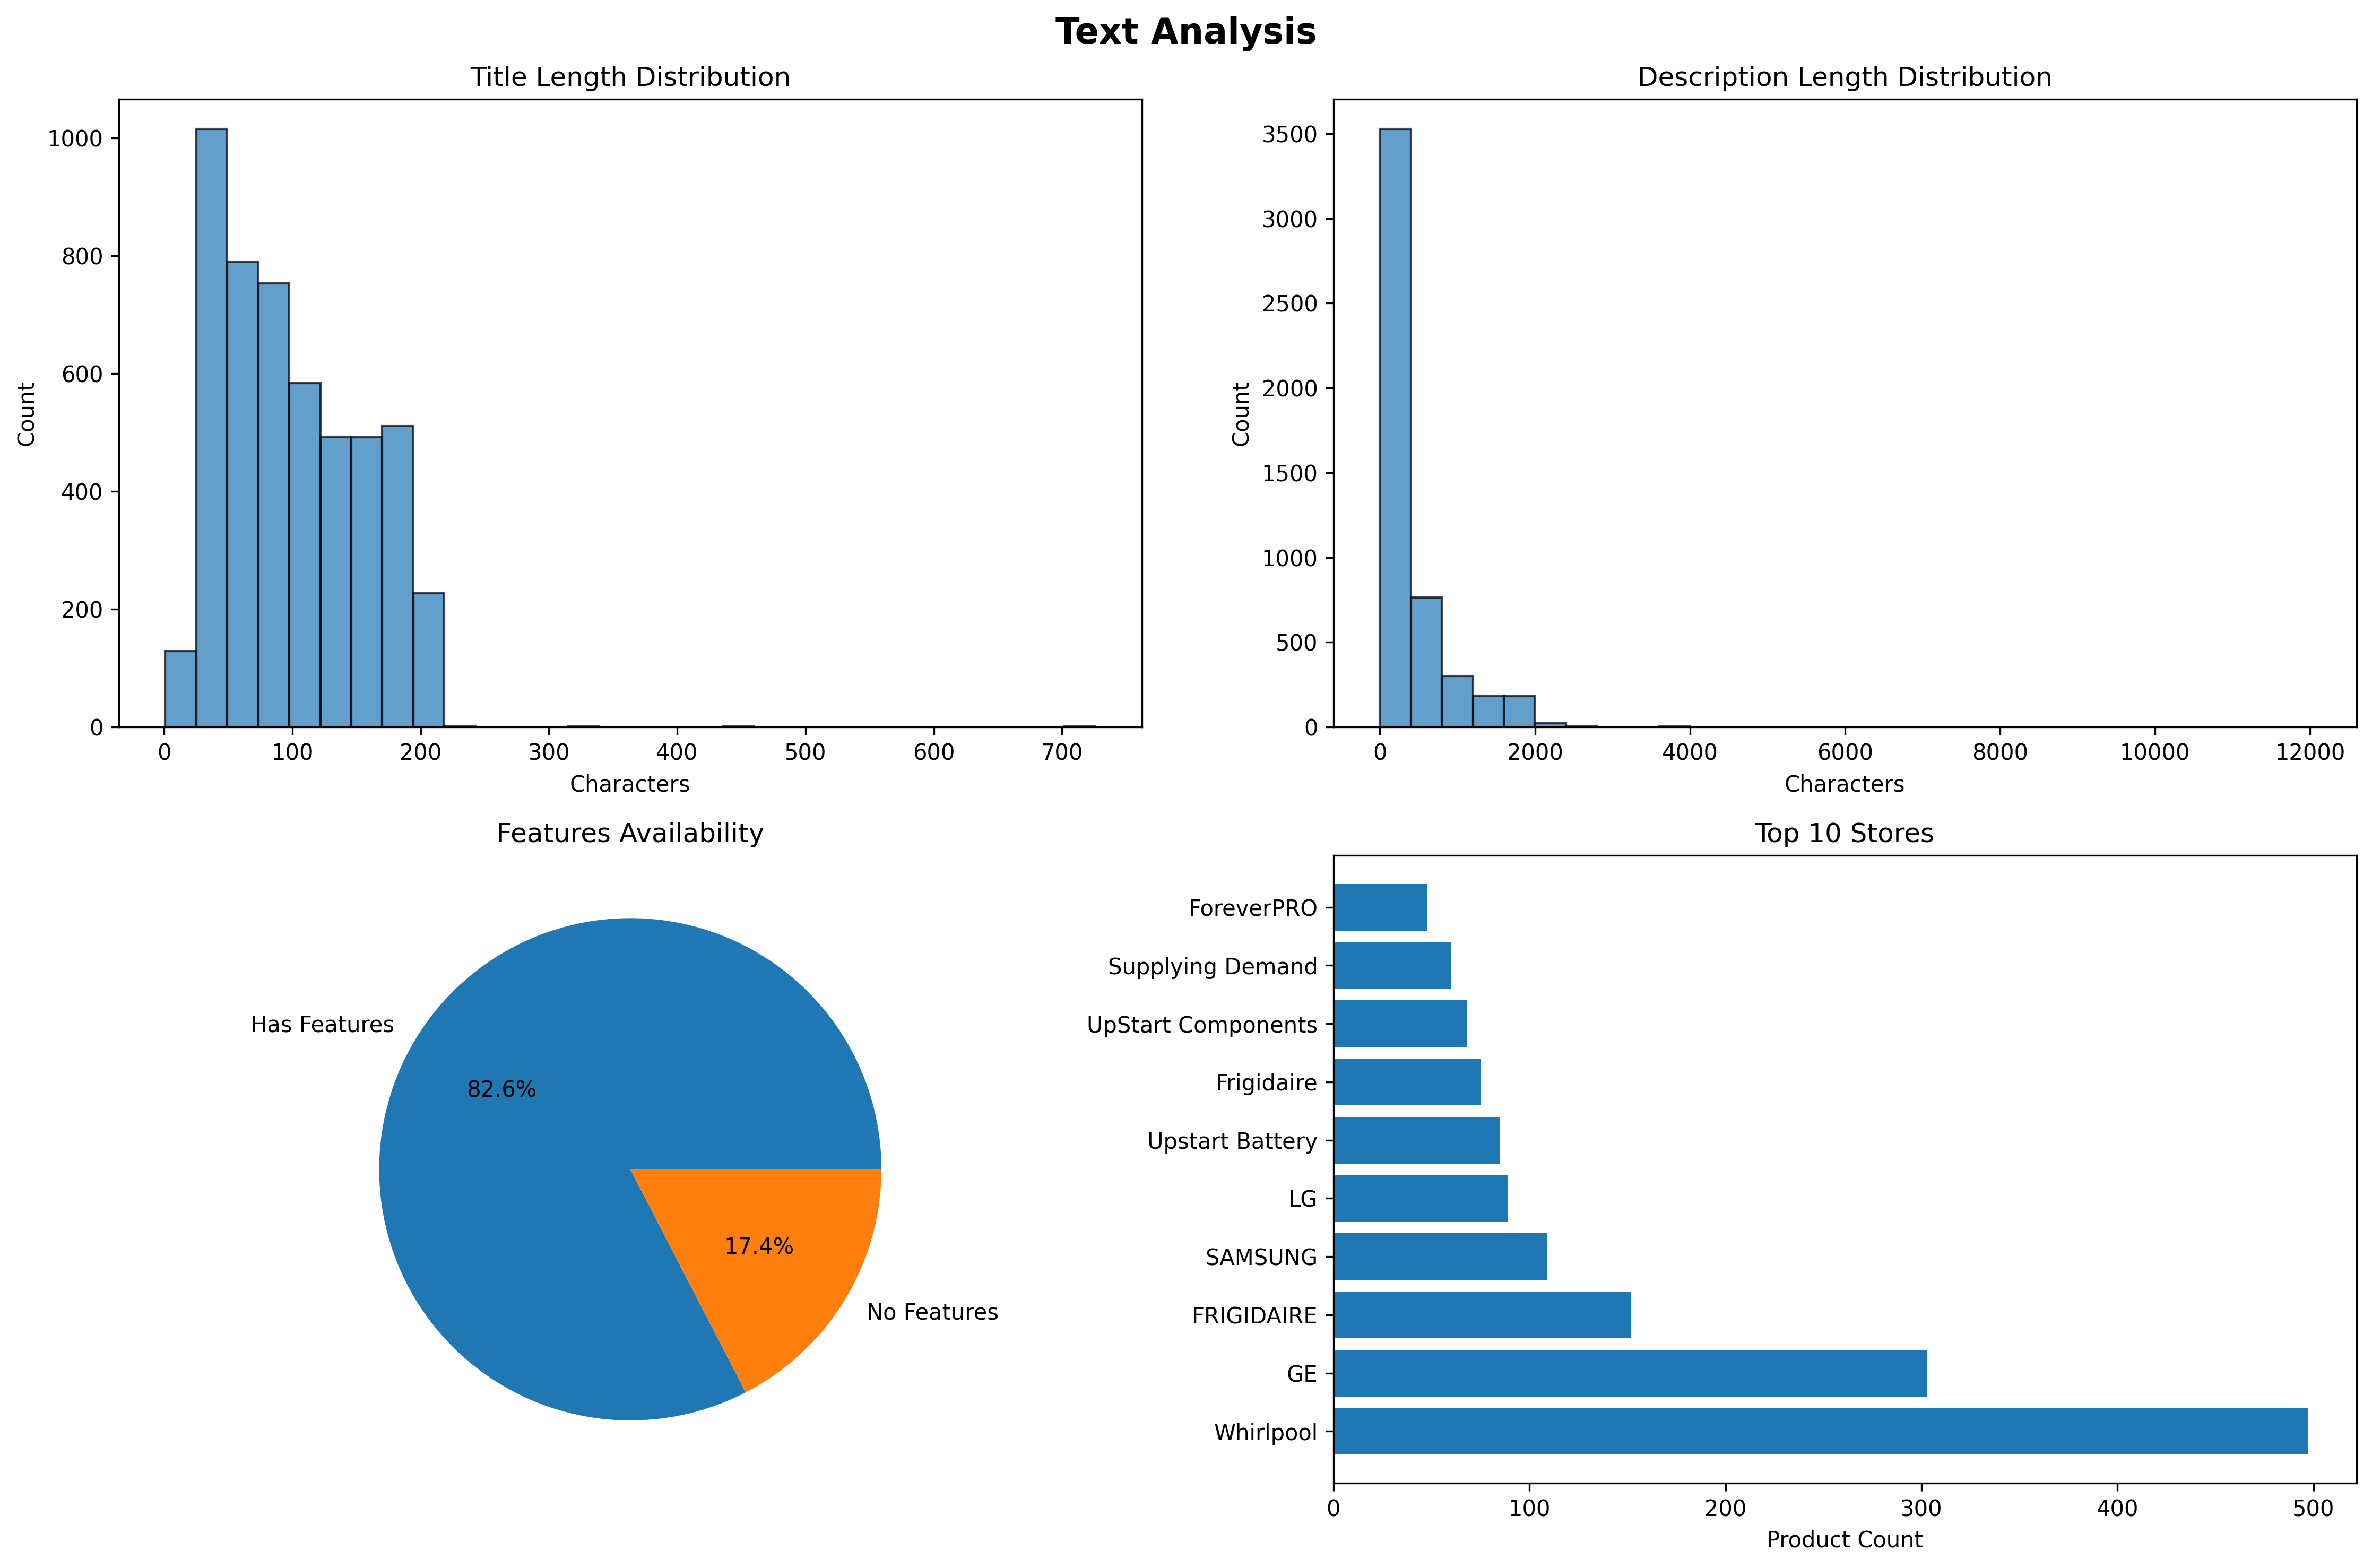 Text Analysis
Title Length Distribution
1000
800
600
400
200
0
Count
0 100 200 300 400 500 600 700
Characters
Description Length Distribution
3500
3000
2500
2000
1500
1000
500
0
Count
0 2000 4000 6000 8000 10000 12000
Characters
Features Availability
Has Features
82.6%
17.4%
No Features
Top 10 Stores
ForeverPRO
Supplying Demand
UpStart Components
Frigidaire
Upstart Battery
LG
SAMSUNG
FRIGIDAIRE
GE
Whirlpool
0 100 200 300 400 500
Product Count